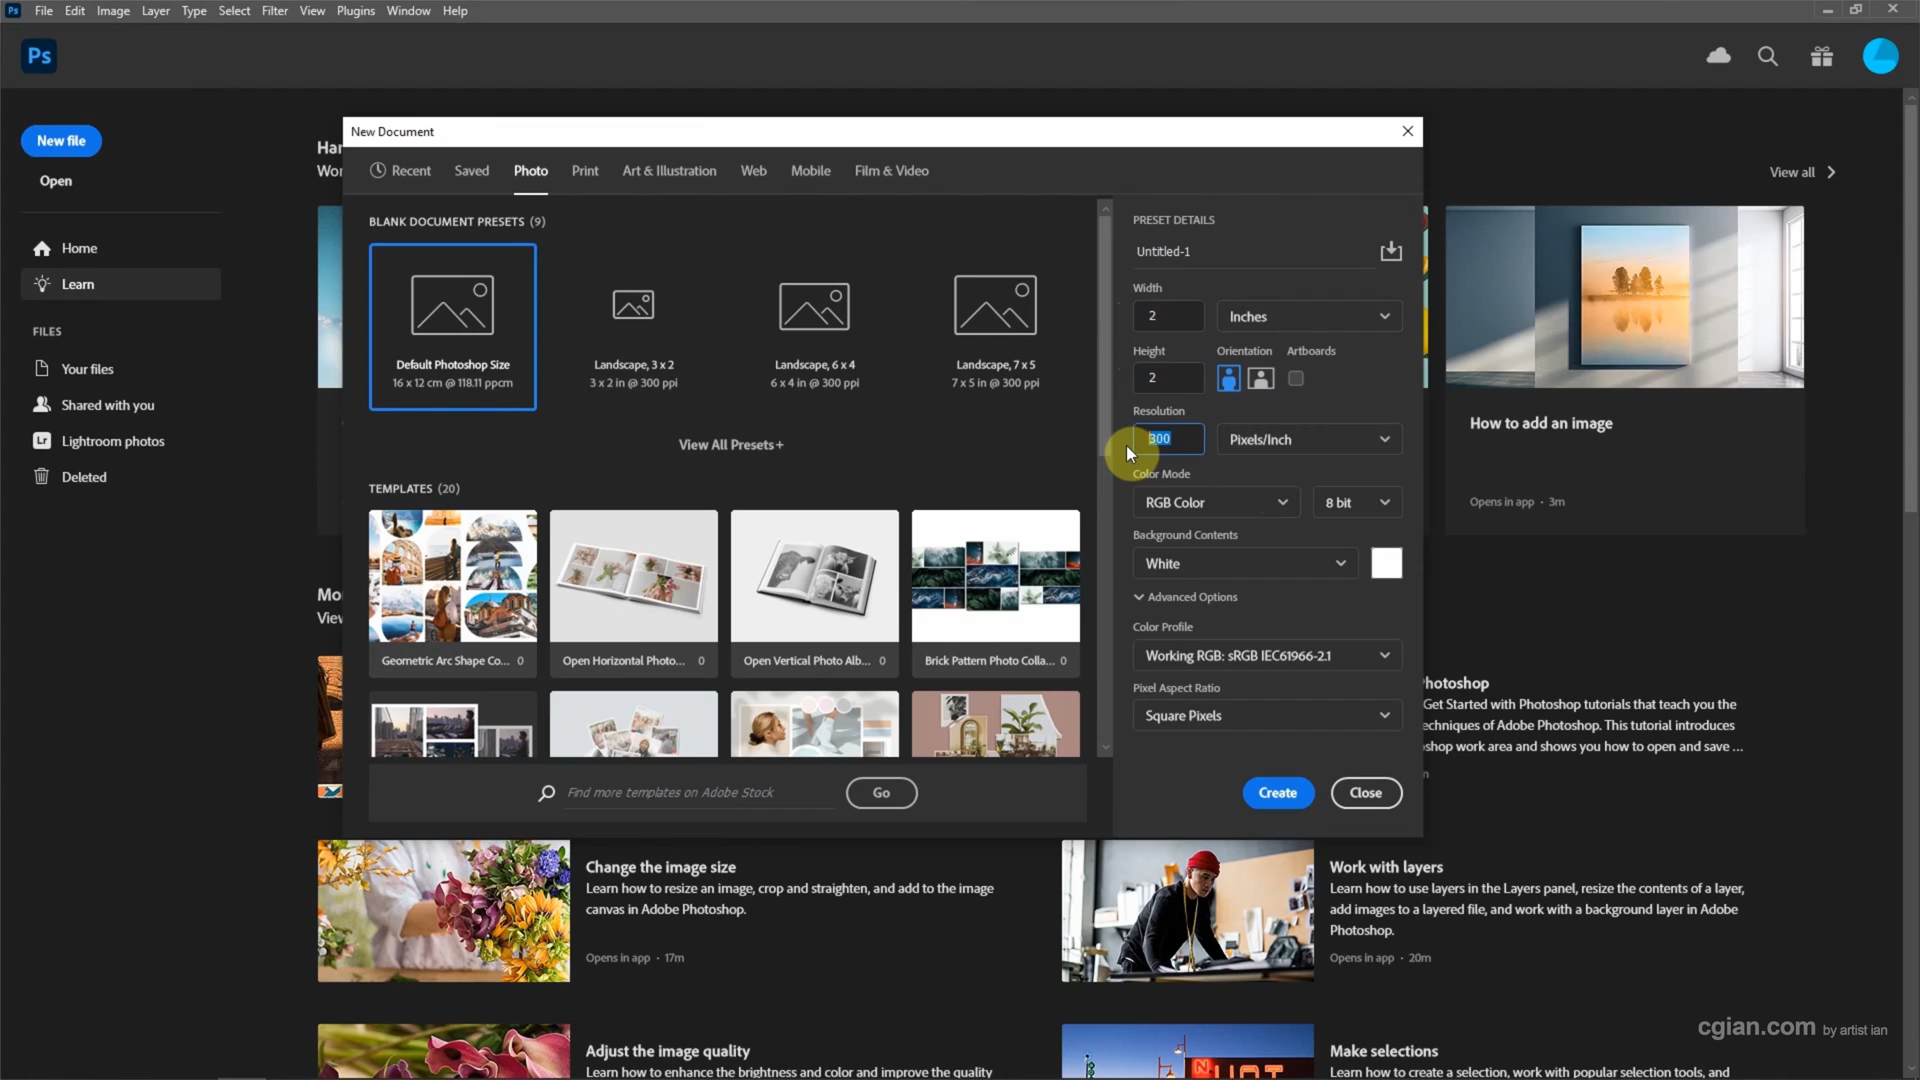 Ps File Edit Image Layer Type Select Filter View Plugins Window Help
Ps
New file
Open
Home
Learn
FILES
Your files
Shared with you
Lr Lightroom photos
Deleted
Har
Wor
View all
New Document
Recent Saved Photo Print Art & Illustration Web Mobile Film & Video
BLANK DOCUMENT PRESETS (9)
Default Photoshop Size
16 x 12 cm @ 118.11 ppcm
Landscape, 3 x 2
3 x 2 in @ 300 ppi
Landscape, 6 x 4
6 x 4 in @ 300 ppi
Landscape, 7 x 5
7 x 5 in @ 300 ppi
View All Presets+
TEMPLATES (20)
Geometric Arc Shape Co... 0
Open Horizontal Photo... 0
Open Vertical Photo Alb... 0
Brick Pattern Photo Colla... 0
Find more templates on Adobe Stock
Go
PRESET DETAILS
Untitled-1
Width
2 Inches
Height Orientation Artboards
2
Resolution
300 Pixels/Inch
Color Mode
RGB Color 8 bit
Background Contents
White
Advanced Options
Color Profile
Working RGB: sRGB IEC61966-2.1
Pixel Aspect Ratio
Square Pixels
Create Close
How to add an image
Opens in app · 3m
Mo
View
hotoshop
Get Started with Photoshop tutorials that teach you the
echniques of Adobe Photoshop. This tutorial introduces
shop work area and shows you how to open and save ...
Change the image size
Learn how to resize an image, crop and straighten, and add to the image
canvas in Adobe Photoshop.
Opens in app · 17m
Work with layers
Learn how to use layers in the Layers panel, resize the contents of a layer,
add images to a layered file, and work with a background layer in Adobe
Photoshop.
Opens in app · 20m
Adjust the image quality
Learn how to enhance the brightness and color and improve the quality
Make selections
Learn how to create a selection, work with popular selection tools, and
cgian.com by artist ian